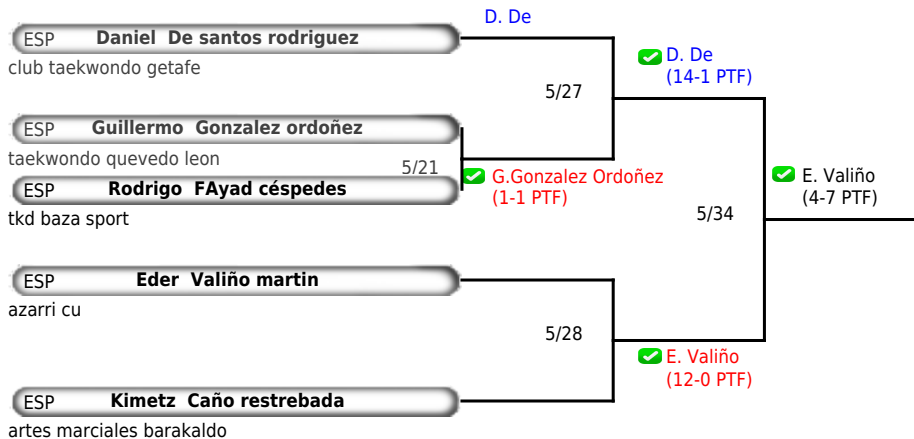 D. De
ESP Daniel De santos rodriguez
club taekwondo getafe
D. De
(14-1 PTF)
5/27
ESP Guillermo Gonzalez ordoñez
taekwondo quevedo leon
5/21
G.Gonzalez Ordoñez
(1-1 PTF)
ESP Rodrigo FAyad céspedes
tkd baza sport
E. Valiño
(4-7 PTF)
5/34
ESP Eder Valiño martin
azarri cu
5/28
E. Valiño
(12-0 PTF)
ESP Kimetz Caño restrebada
artes marciales barakaldo